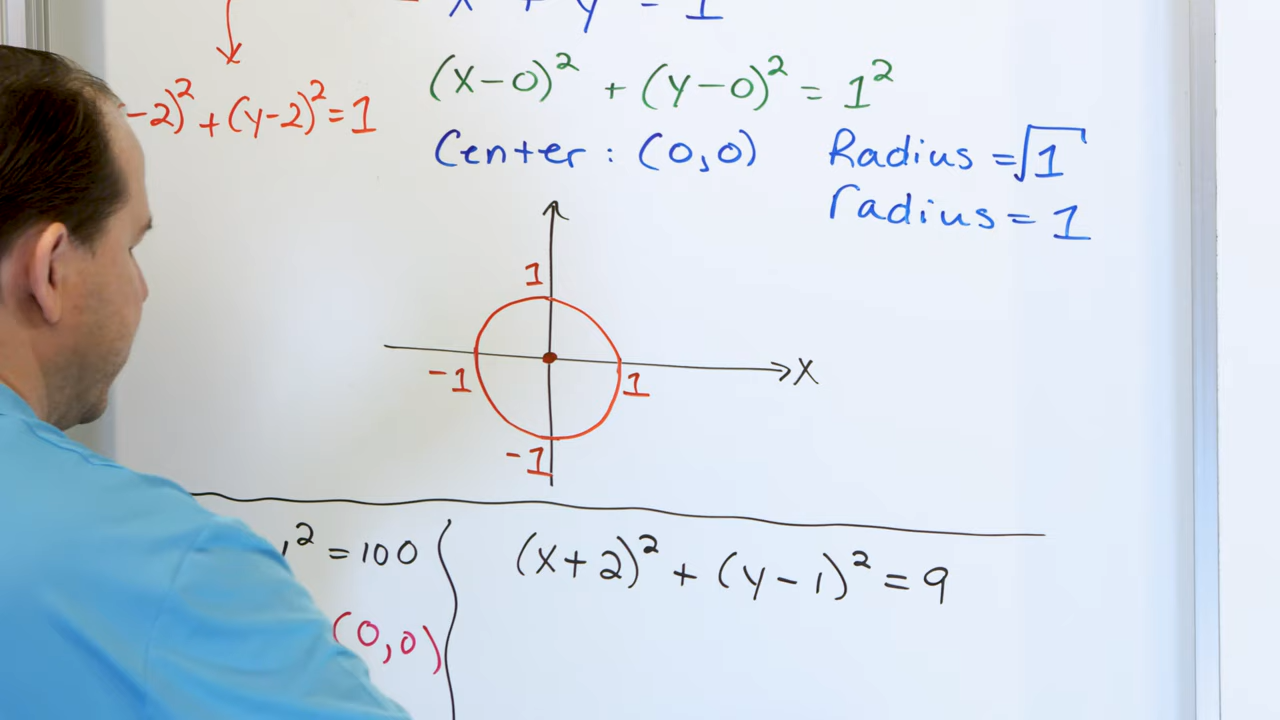 x + y = 1
-2)² + (y-2)² = 1
(x-0)² + (y-0)² = 1²
Center : (0,0)
Radius = √1
radius = 1
1
-1
1
x
-1
² = 100
(x+2)² + (y-1)² = 9
(0,0)